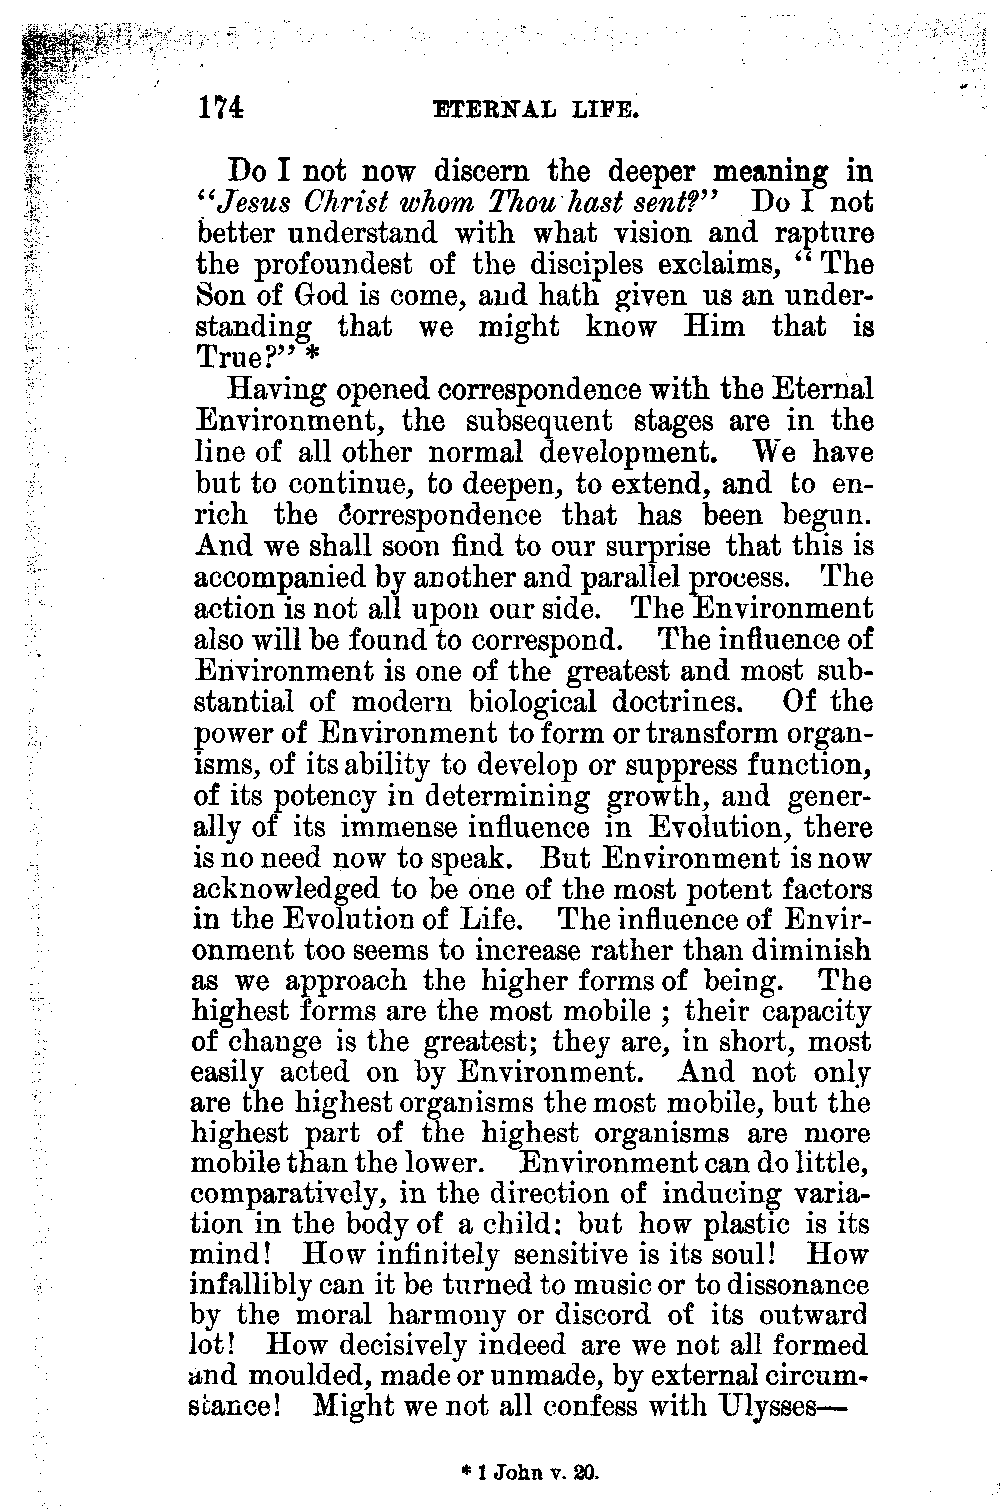 174 ETERNAL LIFE.
Do I not now discern the deeper meaning in
“Jesus Christ whom Thou hast sent?” Do I not
better understand with what vision and rapture
the profoundest of the disciples exclaims, “ The
Son of God is come, and hath given us an under-
standing that we might know Him that is
True?” *
Having opened correspondence with the Eternal
Environment, the subsequent stages are in the
line of all other normal development. We have
but to continue, to deepen, to extend, and to en-
rich the correspondence that has been begun.
And we shall soon find to our surprise that this is
accompanied by another and parallel process. The
action is not all upon our side. The Environment
also will be found to correspond. The influence of
Environment is one of the greatest and most sub-
stantial of modern biological doctrines. Of the
power of Environment to form or transform organ-
isms, of its ability to develop or suppress function,
of its potency in determining growth, and gener-
ally of its immense influence in Evolution, there
is no need now to speak. But Environment is now
acknowledged to be one of the most potent factors
in the Evolution of Life. The influence of Envir-
onment too seems to increase rather than diminish
as we approach the higher forms of being. The
highest forms are the most mobile ; their capacity
of change is the greatest; they are, in short, most
easily acted on by Environment. And not only
are the highest organisms the most mobile, but the
highest part of the highest organisms are more
mobile than the lower. Environment can do little,
comparatively, in the direction of inducing varia-
tion in the body of a child: but how plastic is its
mind! How infinitely sensitive is its soul! How
infallibly can it be turned to music or to dissonance
by the moral harmony or discord of its outward
lot! How decisively indeed are we not all formed
and moulded, made or unmade, by external circum-
stance! Might we not all confess with Ulysses—
* 1 John v. 20.